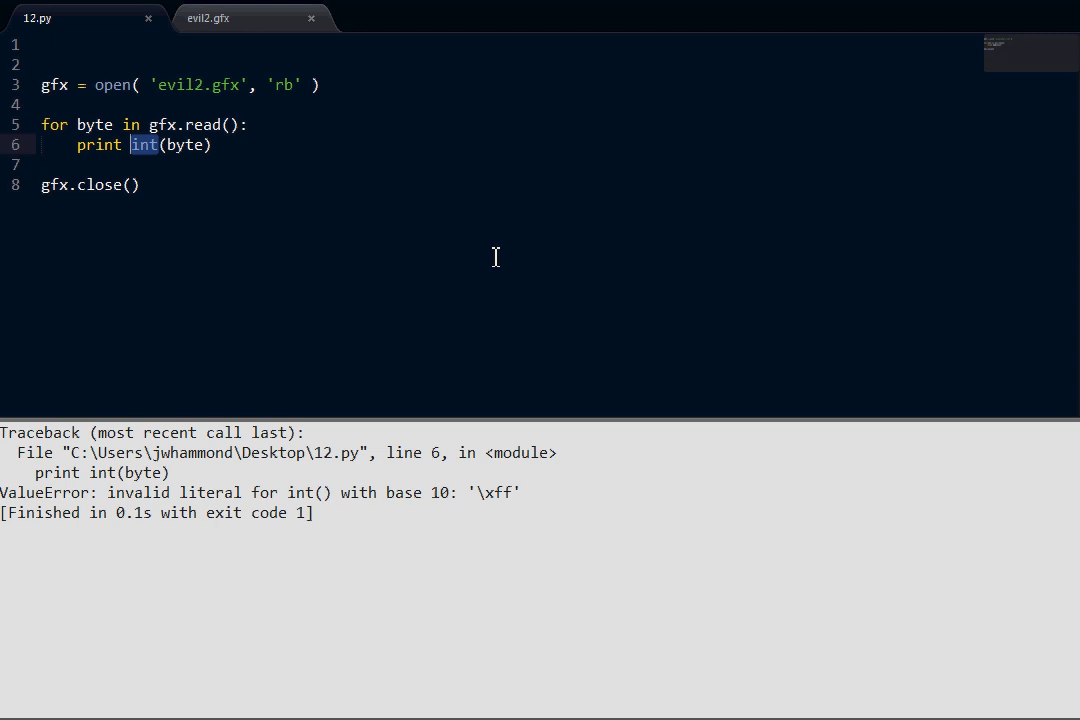 12.py × evil2.gfx ×
1
2
3 gfx = open( 'evil2.gfx', 'rb' )
4
5 for byte in gfx.read():
6     print int(byte)
7
8 gfx.close()
Traceback (most recent call last):
  File "C:\Users\jwhammond\Desktop\12.py", line 6, in <module>
    print int(byte)
ValueError: invalid literal for int() with base 10: '\xff'
[Finished in 0.1s with exit code 1]